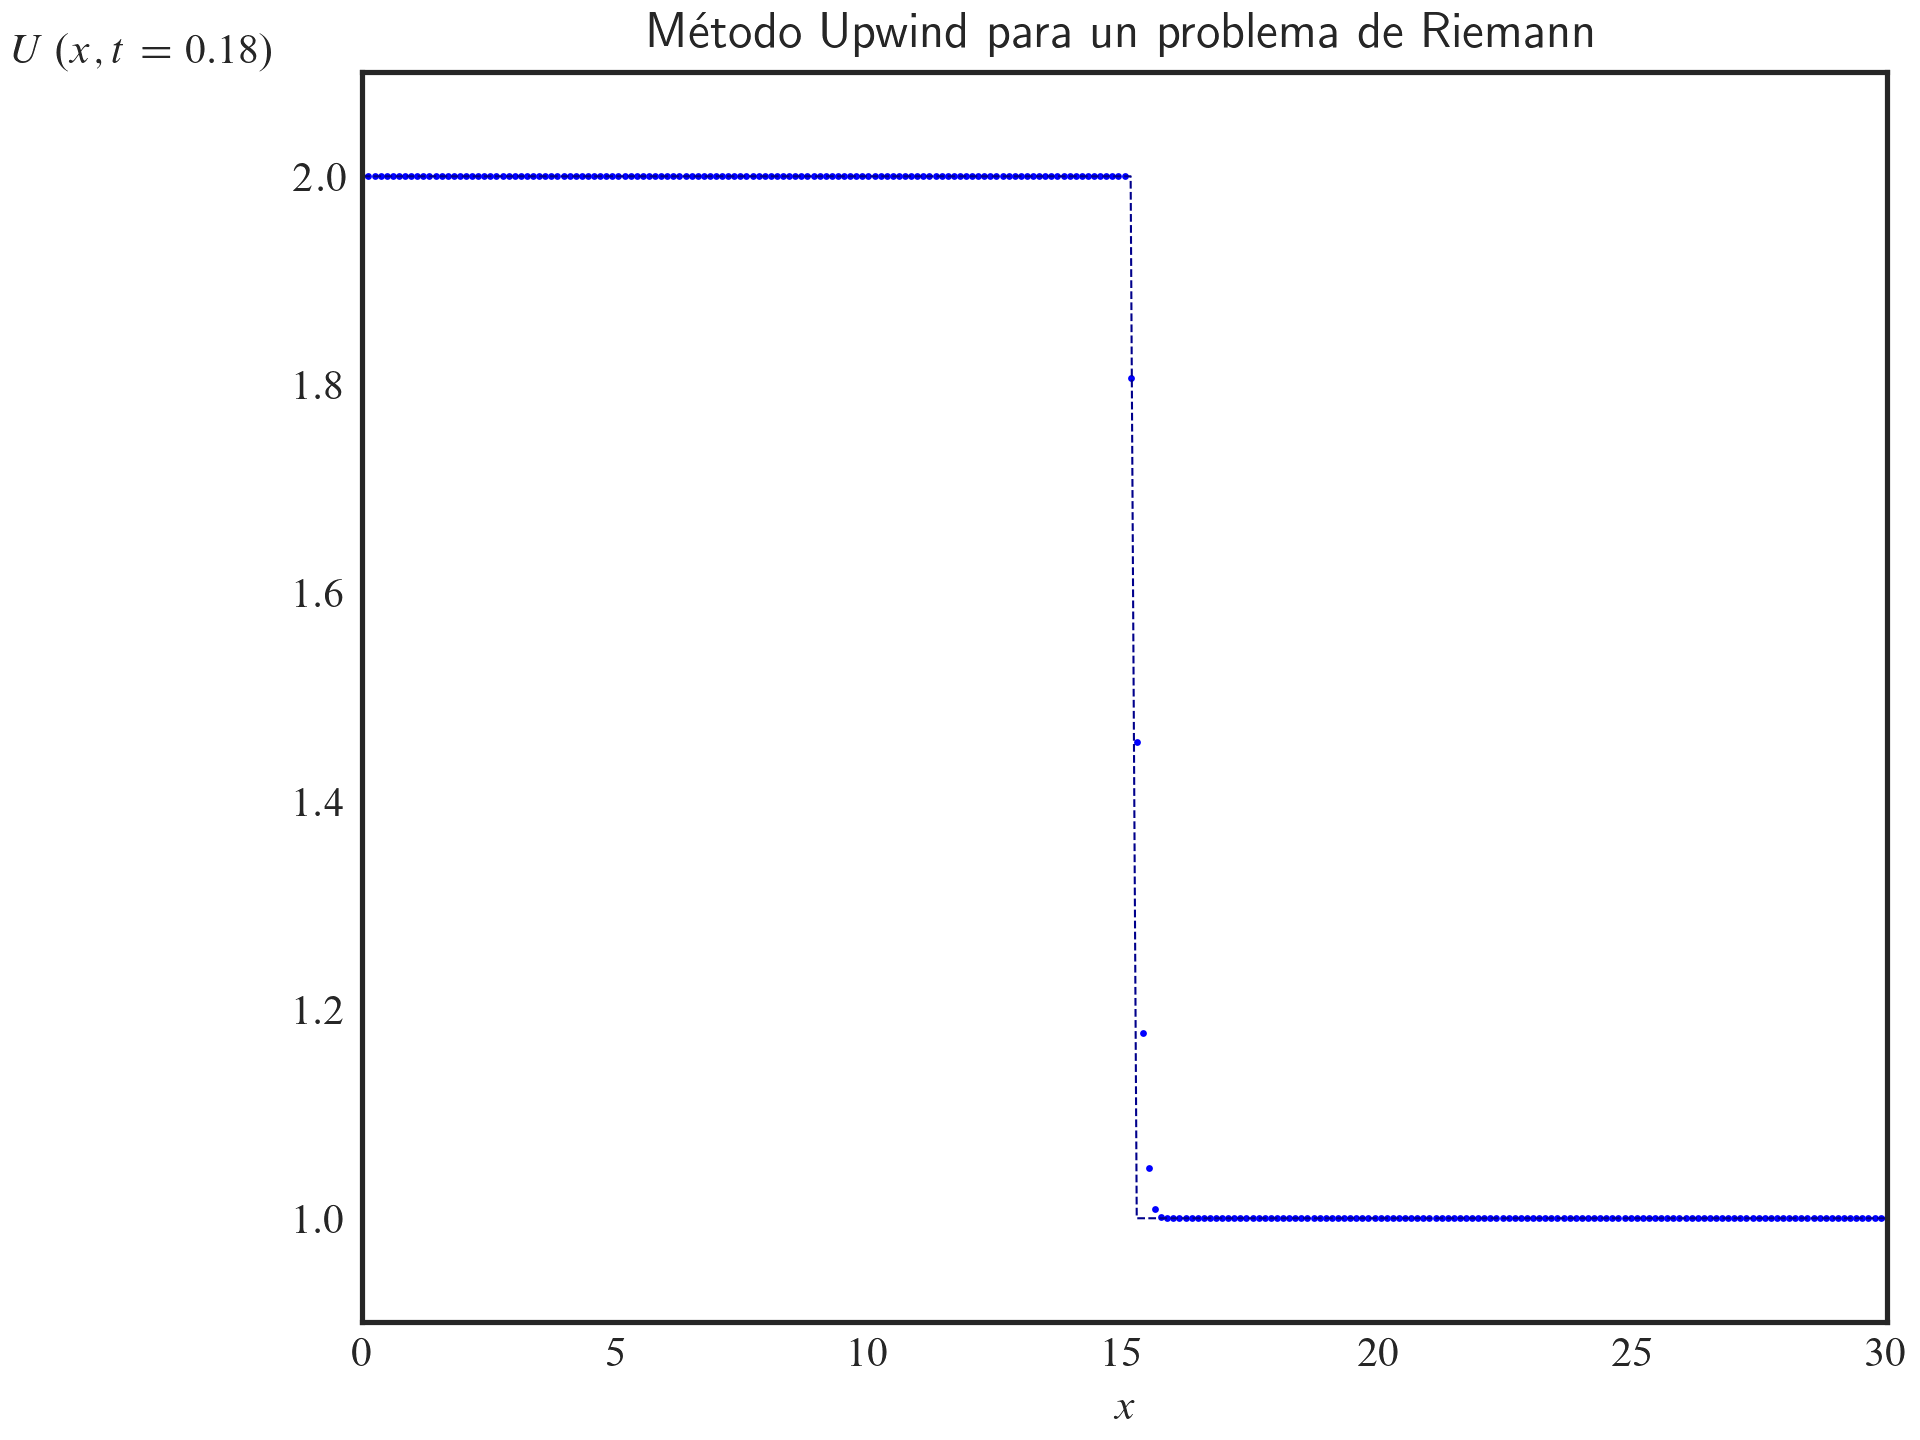 Método Upwind para un problema de Riemann
U (x, t = 0.18)
2.0
1.8
1.6
1.4
1.2
1.0
0 5 10 15 20 25 30
x